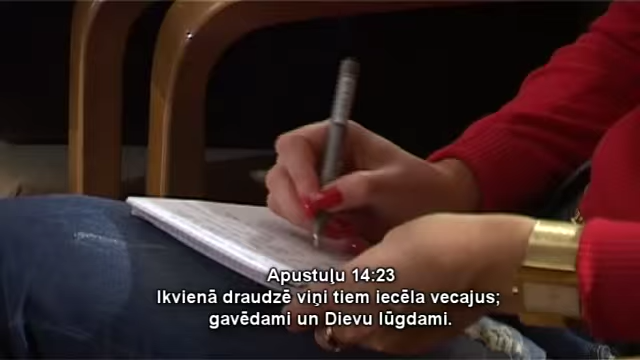 Apustuļu 14:23
Ikvienā draudzē viņi tiem iecēla vecajus;
gavēdami un Dievu lūgdami.